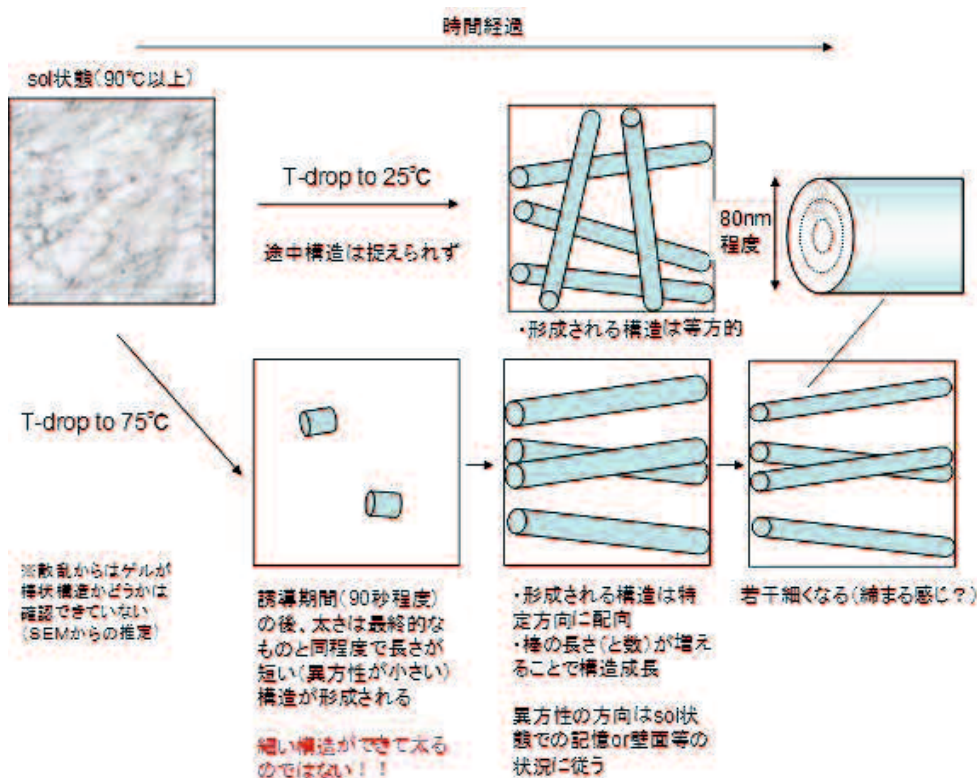 時間経過
sol状態(90℃以上)
T-drop to 25℃
途中構造は捉えられず
80nm
程度
・形成される構造は等方的
T-drop to 75℃
※散乱からはゲルが
棒状構造かどうかは
確認できていない
(SEMからの推定)
誘導期間(90秒程度)
の後、太さは最終的な
ものと同程度で長さが
短い(異方性が小さい)
構造が形成される
細い構造ができて太る
のではない!!
・形成される構造は特
定方向に配向
・棒の長さ(と数)が増え
ることで構造成長
異方性の方向はsol状
態での記憶or壁面等の
状況に従う
若干細くなる(締まる感じ?)